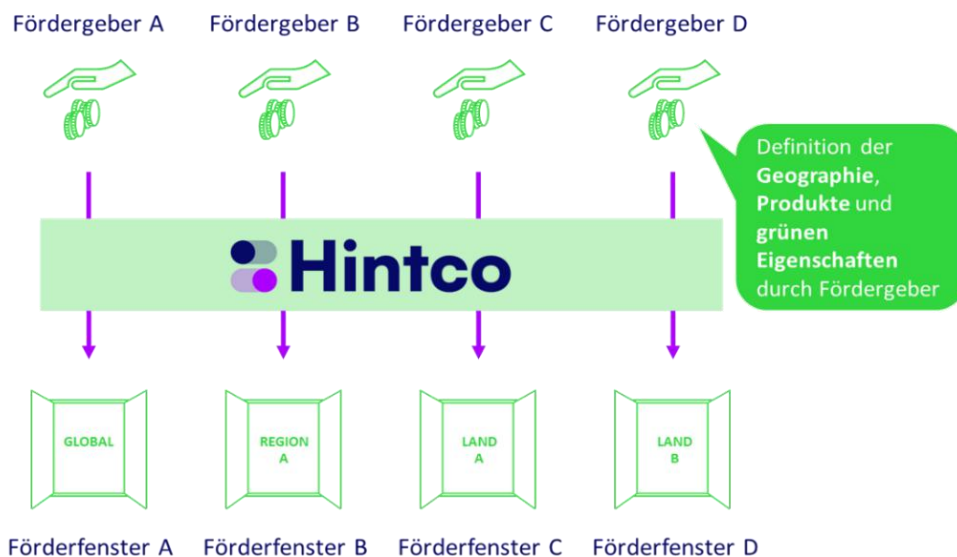 Fördergeber A
Fördergeber B
Fördergeber C
Fördergeber D
Definition der
Geographie,
Produkte und
grünen
Eigenschaften
durch Fördergeber
Hintco
GLOBAL
REGION
A
LAND
A
LAND
B
Förderfenster A
Förderfenster B
Förderfenster C
Förderfenster D